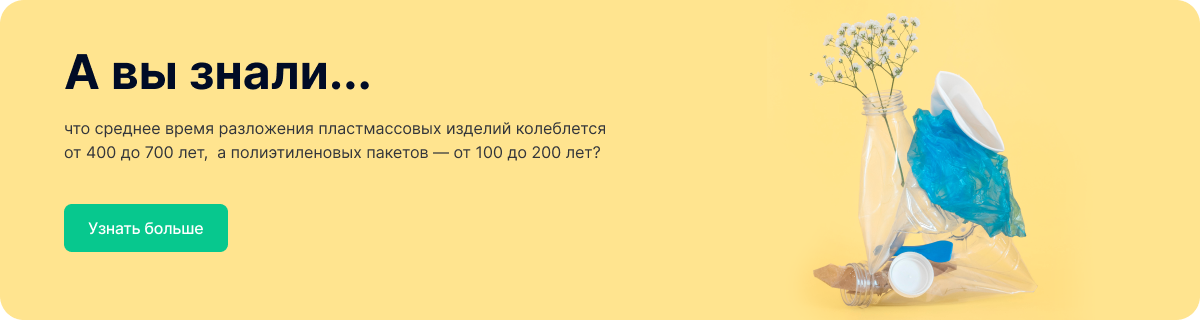 А вы знали...
что среднее время разложения пластмассовых изделий колеблется
от 400 до 700 лет,  а полиэтиленовых пакетов — от 100 до 200 лет?
Узнать больше